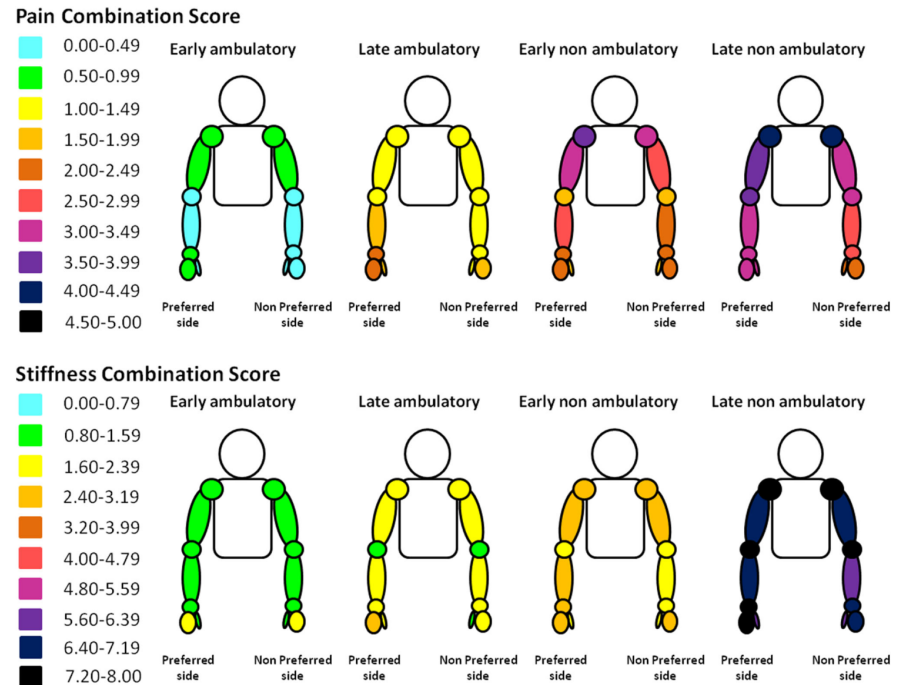 Pain Combination Score
0.00-0.49
0.50-0.99
1.00-1.49
1.50-1.99
2.00-2.49
2.50-2.99
3.00-3.49
3.50-3.99
4.00-4.49
4.50-5.00
Early ambulatory
Late ambulatory
Early non ambulatory
Late non ambulatory
Preferred
side
Non Preferred
side
Preferred
side
Non Preferred
side
Preferred
side
Non Preferred
side
Preferred
side
Non Preferred
side
Stiffness Combination Score
0.00-0.79
0.80-1.59
1.60-2.39
2.40-3.19
3.20-3.99
4.00-4.79
4.80-5.59
5.60-6.39
6.40-7.19
7.20-8.00
Early ambulatory
Late ambulatory
Early non ambulatory
Late non ambulatory
Preferred
side
Non Preferred
side
Preferred
side
Non Preferred
side
Preferred
side
Non Preferred
side
Preferred
side
Non Preferred
side